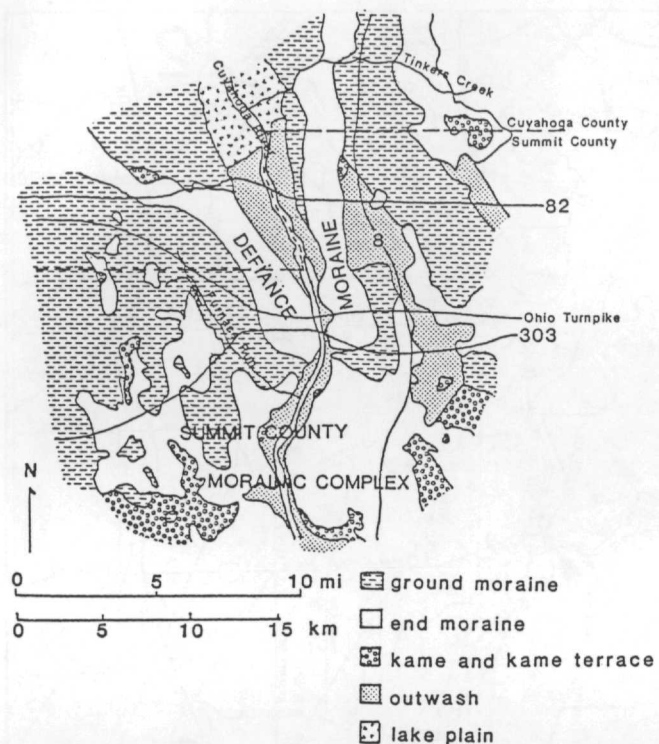 Tinkers Creek
Cuyahoga River
Cuyahoga County
Summit County
82
8
DEFIANCE
MORAINE
Furnace Run
Ohio Turnpike
303
SUMMIT COUNTY
MORAINIC COMPLEX
N
0 5 10 mi
0 5 10 15 km
ground moraine
end moraine
kame and kame terrace
outwash
lake plain